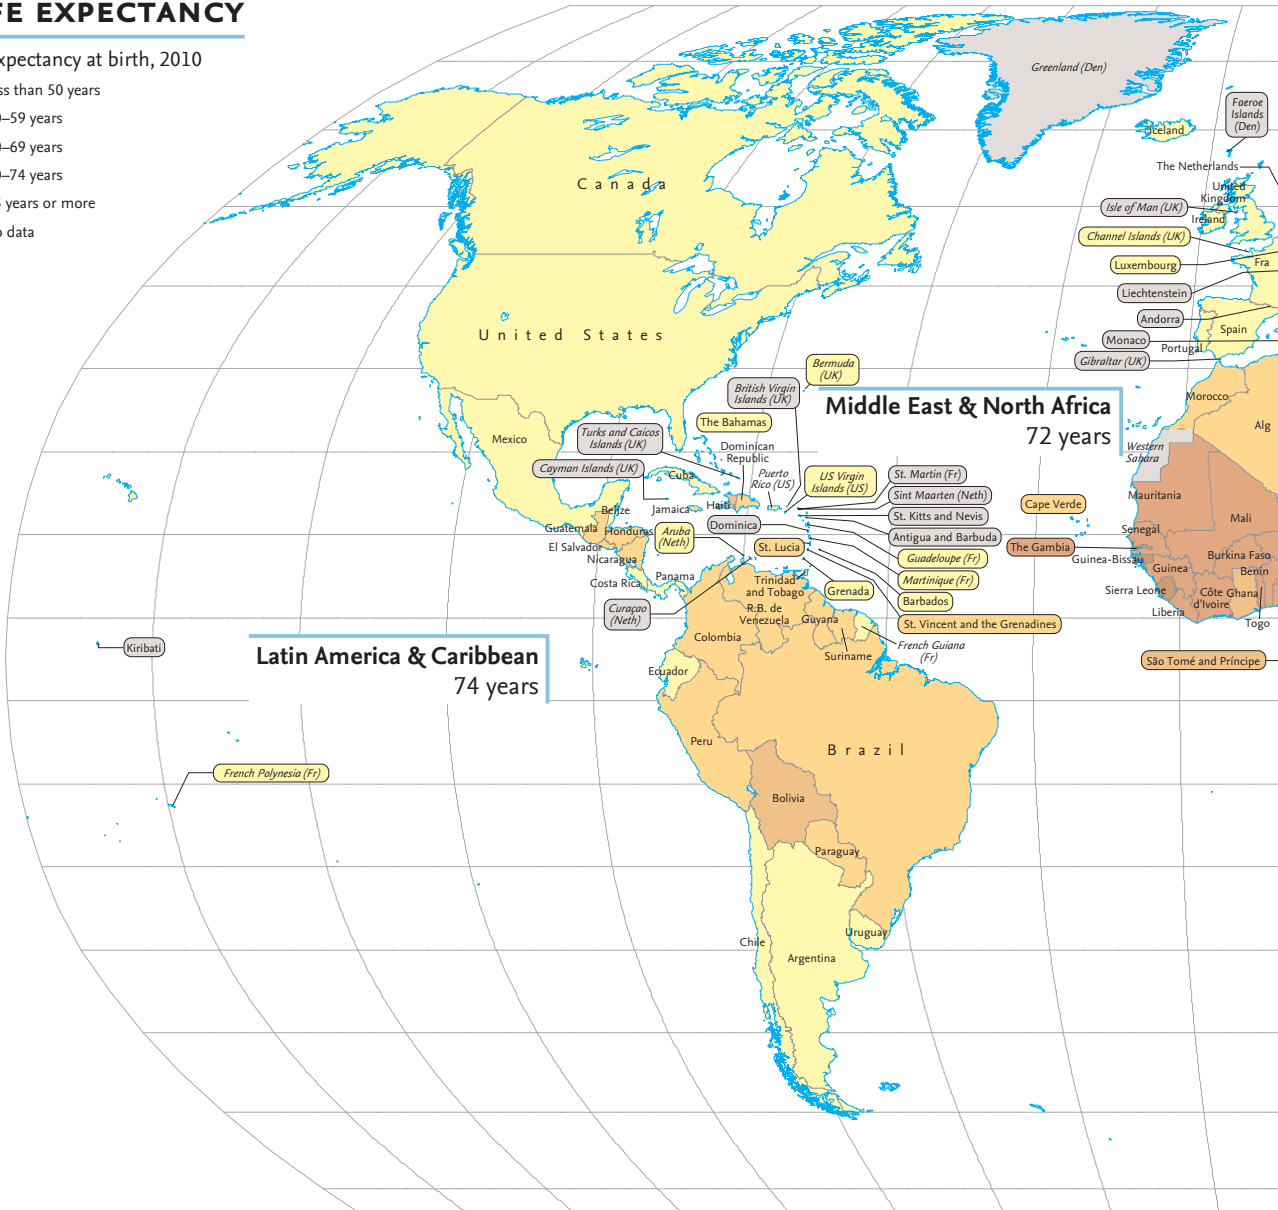 FE EXPECTANCY
xpectancy at birth, 2010
ss than 50 years
–59 years
–69 years
–74 years
years or more
data
Greenland (Den)
Faeroe
Islands
(Den)
Iceland
The Netherlands
United
Kingdom
Isle of Man (UK)
Ireland
Canada
Channel Islands (UK)
Luxembourg
Fra
Liechtenstein
Andorra
Spain
Monaco
Portugal
Gibraltar (UK)
United States
Bermuda
(UK)
British Virgin
Islands (UK)
Middle East & North Africa
72 years
Morocco
Alg
The Bahamas
Turks and Caicos
Islands (UK)
Mexico
Dominican
Republic
Western
Sahara
Cayman Islands (UK)
Cuba
Puerto
Rico (US)
US Virgin
Islands (US)
St. Martin (Fr)
Sint Maarten (Neth)
Cape Verde
Mauritania
Belize
Jamaica
Haiti
St. Kitts and Nevis
Mali
Guatemala
Honduras
Aruba
(Neth)
Dominica
Antigua and Barbuda
Senegal
El Salvador
St. Lucia
The Gambia
Guadeloupe (Fr)
Guinea-Bissau
Burkina Faso
Nicaragua
Guinea
Benin
Costa Rica
Panama
Trinidad
and Tobago
Martinique (Fr)
Grenada
Barbados
Sierra Leone
Côte
d'Ivoire
Ghana
Liberia
Togo
Curaçao
(Neth)
R.B. de
Venezuela
Guyana
St. Vincent and the Grenadines
Colombia
Suriname
French Guiana
(Fr)
Kiribati
Latin America & Caribbean
74 years
Ecuador
São Tomé and Príncipe
Peru
Brazil
French Polynesia (Fr)
Bolivia
Paraguay
Uruguay
Chile
Argentina